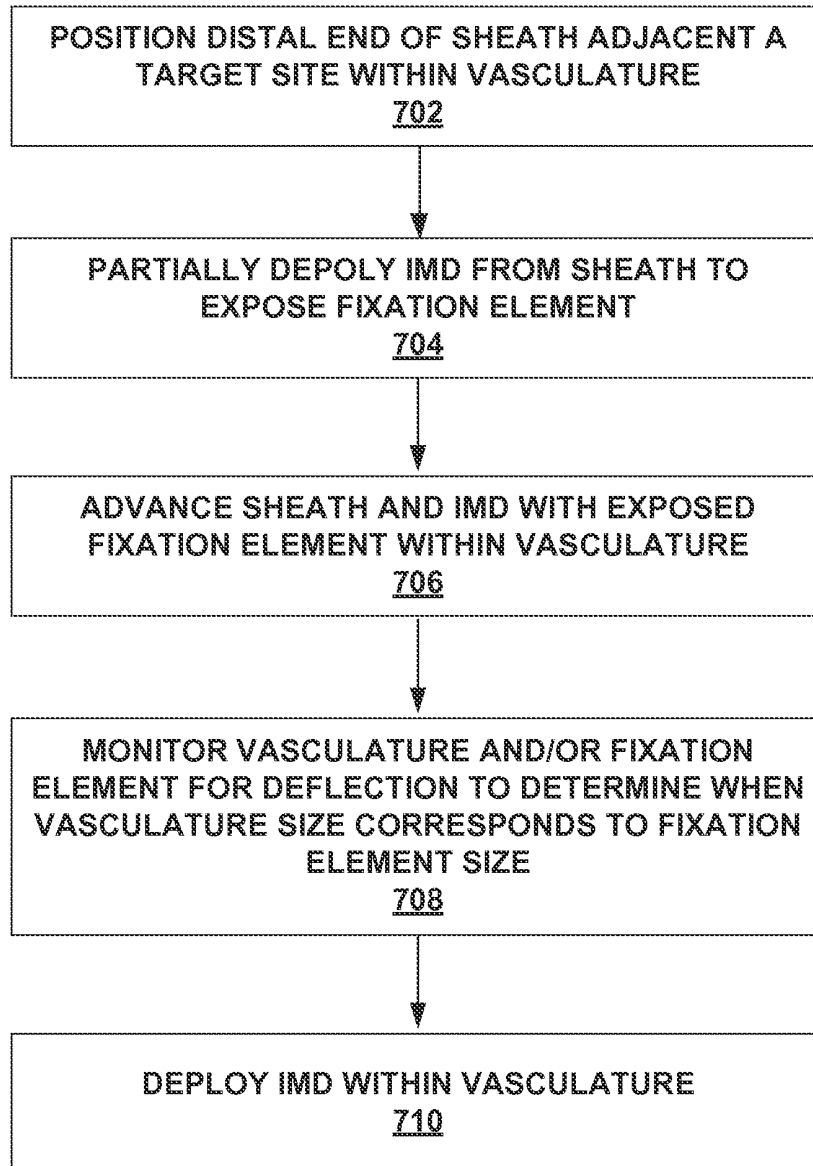 POSITION DISTAL END OF SHEATH ADJACENT A
TARGET SITE WITHIN VASCULATURE
702
PARTIALLY DEPOLY IMD FROM SHEATH TO
EXPOSE FIXATION ELEMENT
704
ADVANCE SHEATH AND IMD WITH EXPOSED
FIXATION ELEMENT WITHIN VASCULATURE
706
MONITOR VASCULATURE AND/OR FIXATION
ELEMENT FOR DEFLECTION TO DETERMINE WHEN
VASCULATURE SIZE CORRESPONDS TO FIXATION
ELEMENT SIZE
708
DEPLOY IMD WITHIN VASCULATURE
710